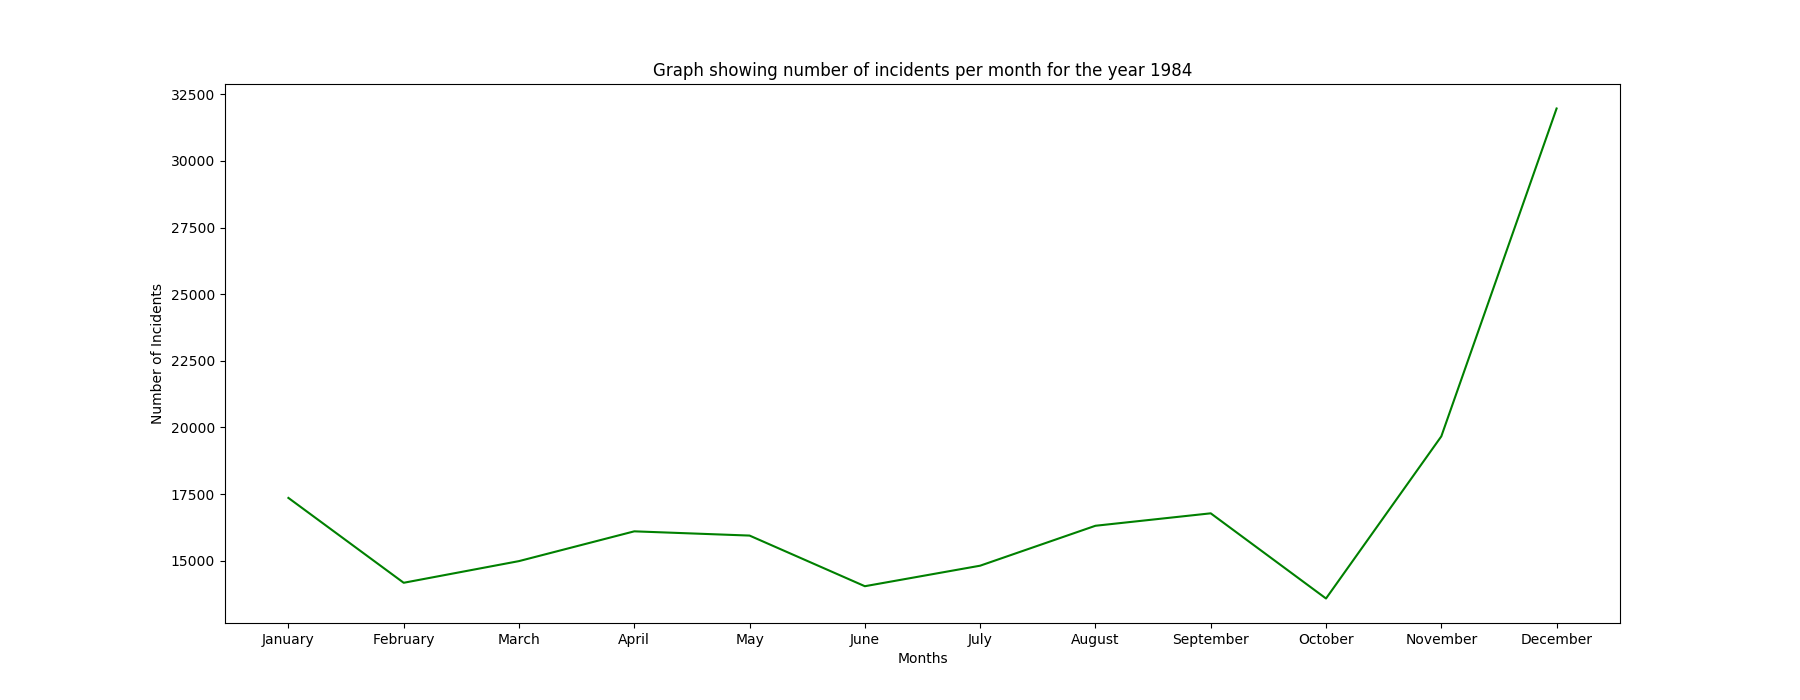 Graph showing number of incidents per month for the year 1984
32500
30000
27500
25000
22500
20000
17500
15000
Number of Incidents
January February March April May June July August September October November December
Months